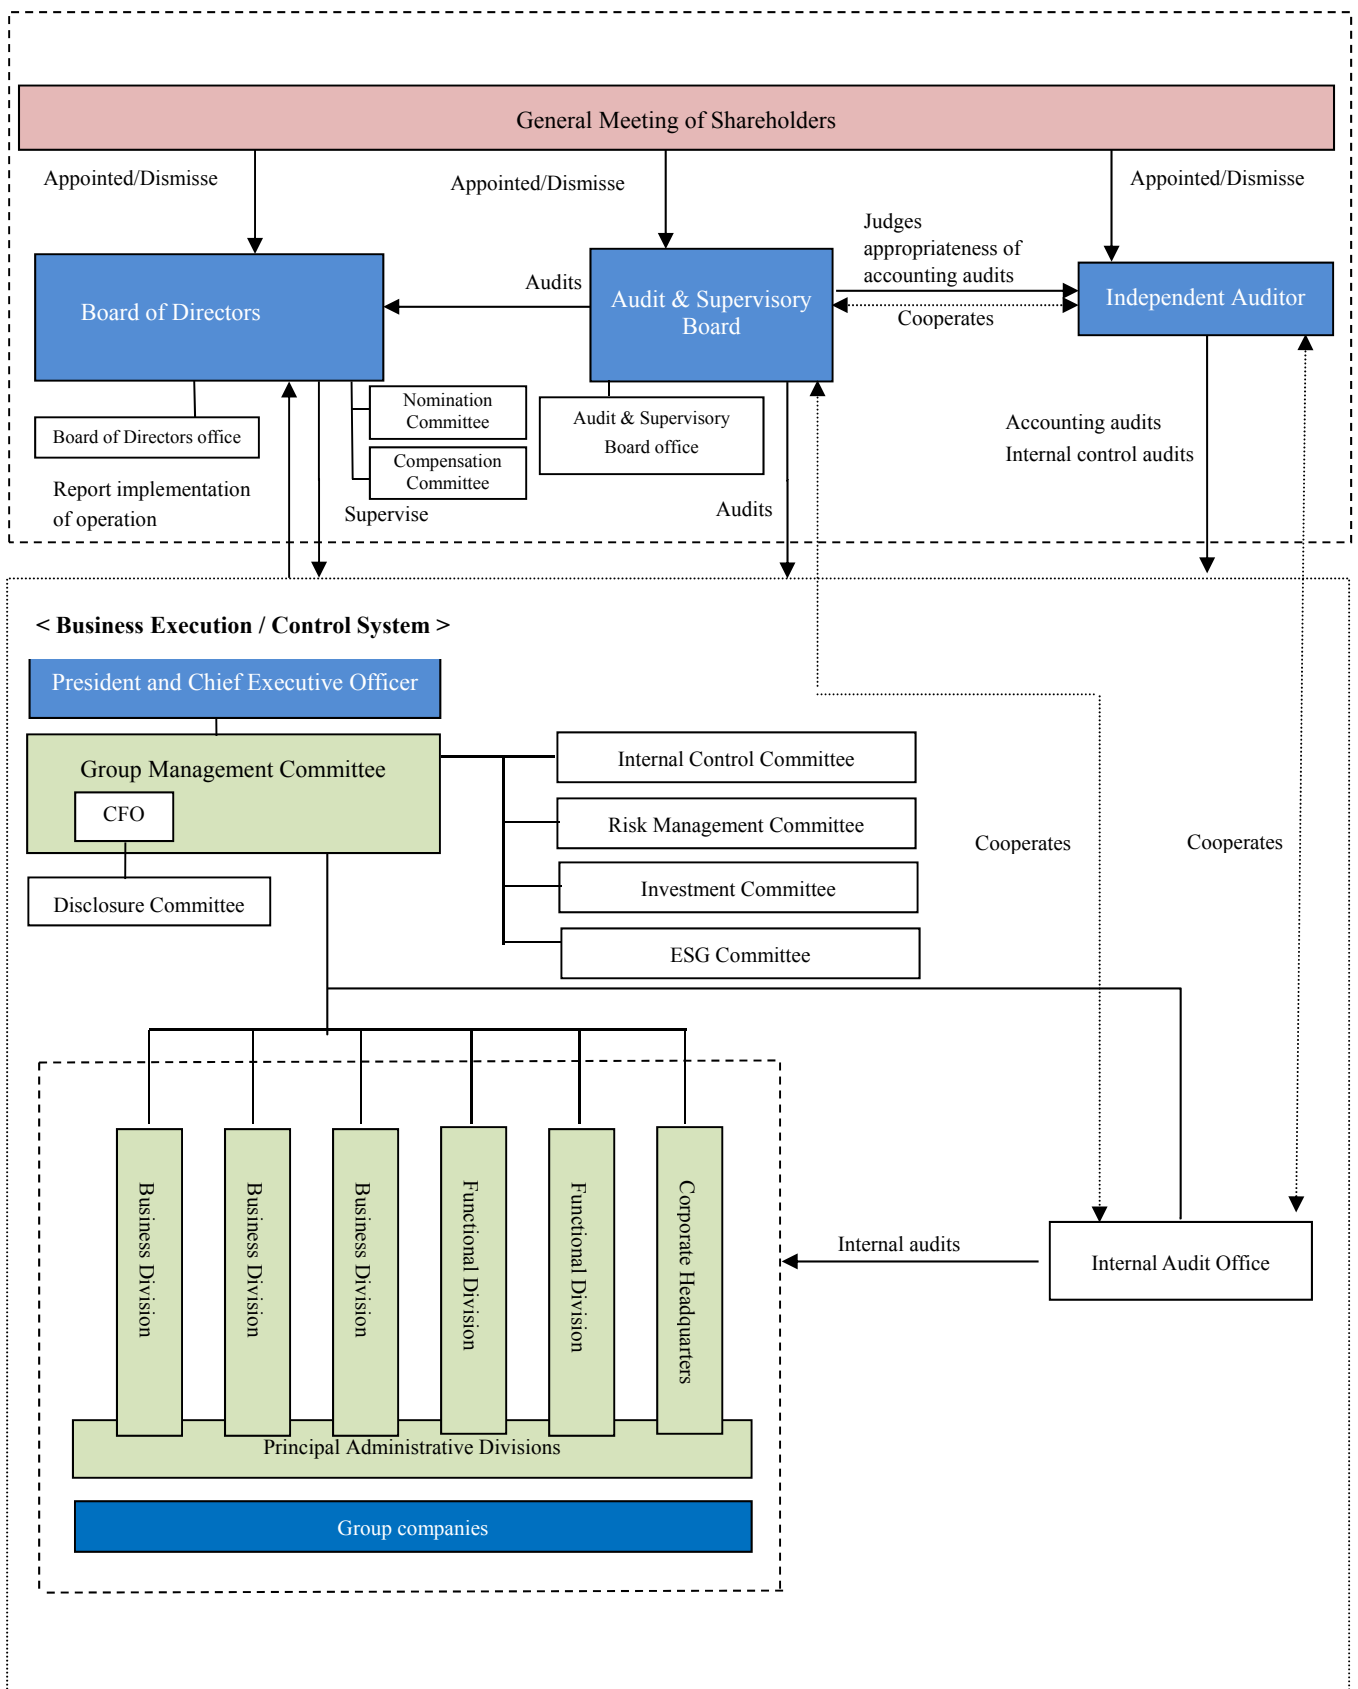 General Meeting of Shareholders
Appointed/Dismisse
Appointed/Dismisse
Appointed/Dismisse
Judges
appropriateness of
accounting audits
Board of Directors
Audits
Audit & Supervisory
Board
Cooperates
Independent Auditor
Nomination
Committee
Board of Directors office
Compensation
Committee
Audit & Supervisory
Board office
Accounting audits
Internal control audits
Report implementation
of operation
Supervise
Audits
< Business Execution / Control System >
President and Chief Executive Officer
Group Management Committee
CFO
Disclosure Committee
Internal Control Committee
Risk Management Committee
Investment Committee
ESG Committee
Cooperates
Cooperates
Business Division
Business Division
Business Division
Functional Division
Functional Division
Corporate Headquarters
Internal audits
Internal Audit Office
Principal Administrative Divisions
Group companies